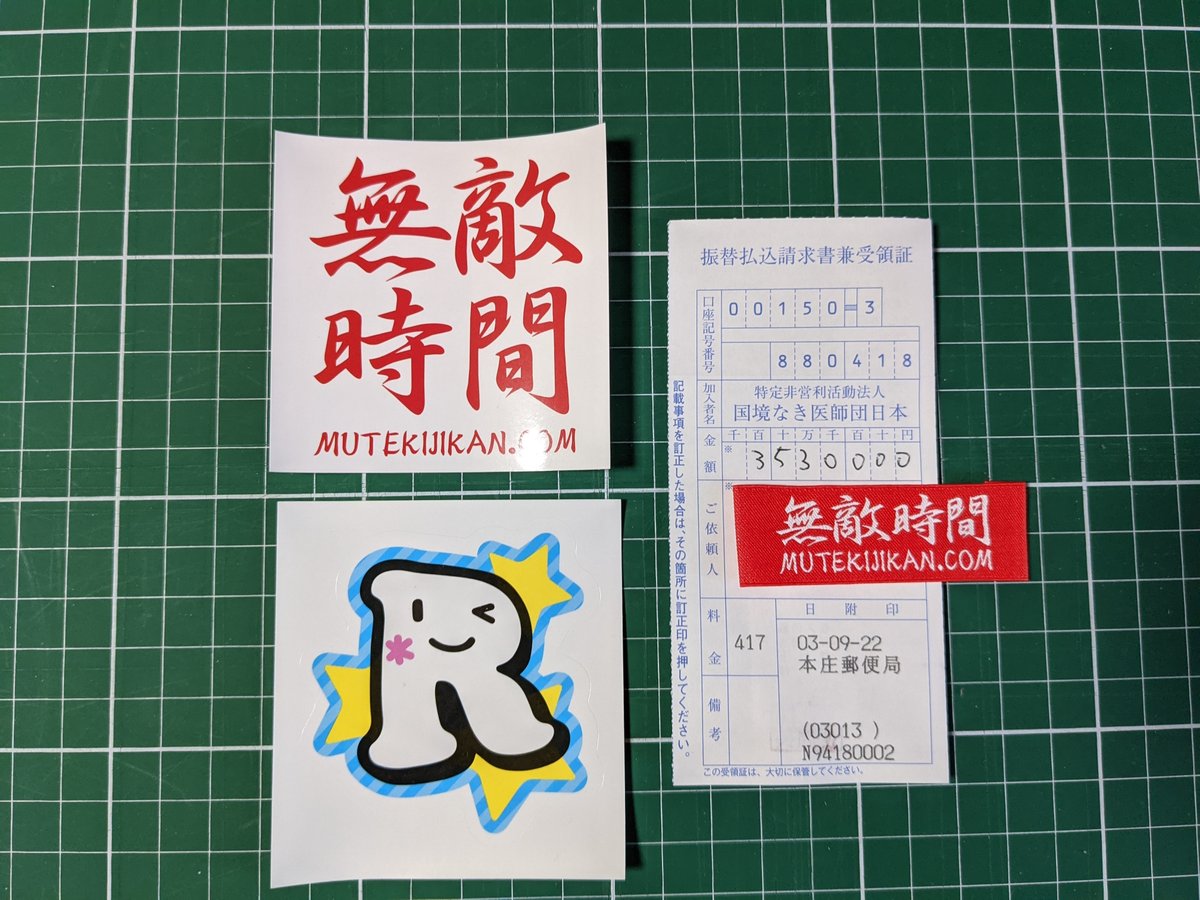 無敵
時間
MUTEKIJIKAN.COM
R
振替払込請求書兼受領証
口座記号番号
00150-3
880418
加入者名
特定非営利活動法人
国境なき医師団日本
金額
千百十万千百十円
※
3530000
※
ご依頼人
無敵時間
MUTEKIJIKAN.COM
料金
417
日附印
03-09-22
本庄郵便局
(03013 )
N94180002
備考
記載事項を訂正した場合は、その箇所に訂正印を押してください。
この受領証は、大切に保管してください。